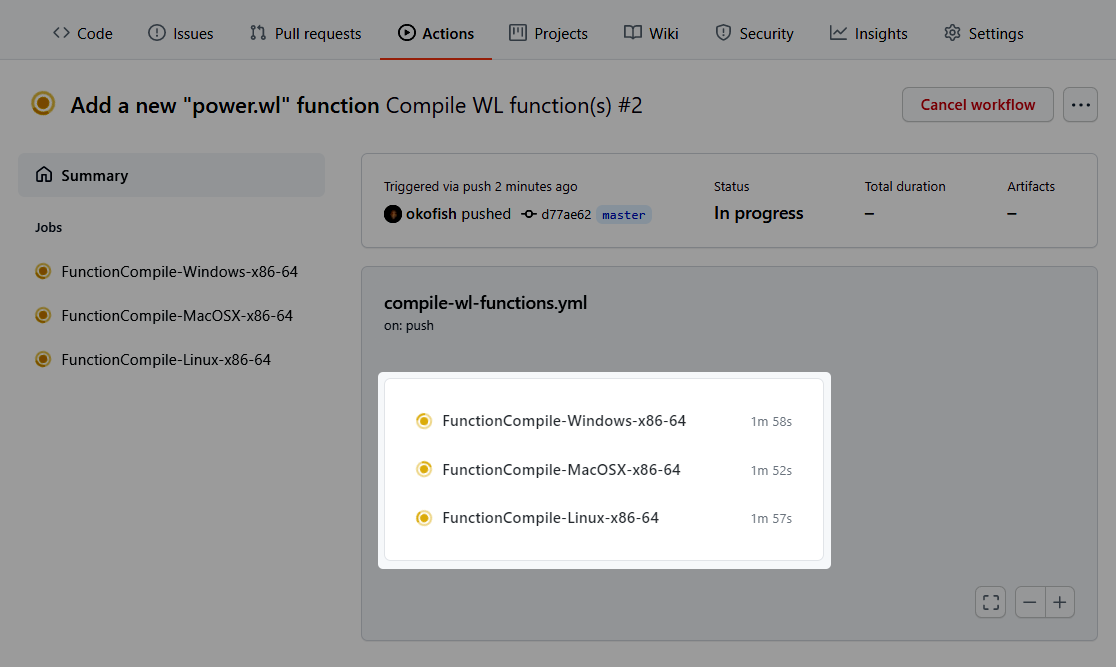 Code Issues Pull requests Actions Projects Wiki Security Insights Settings
Add a new "power.wl" function Compile WL function(s) #2
Cancel workflow
Summary
Jobs
FunctionCompile-Windows-x86-64
FunctionCompile-MacOSX-x86-64
FunctionCompile-Linux-x86-64
Triggered via push 2 minutes ago
okofish pushed d77ae62 master
Status
In progress
Total duration
–
Artifacts
–
compile-wl-functions.yml
on: push
FunctionCompile-Windows-x86-64 1m 58s
FunctionCompile-MacOSX-x86-64 1m 52s
FunctionCompile-Linux-x86-64 1m 57s